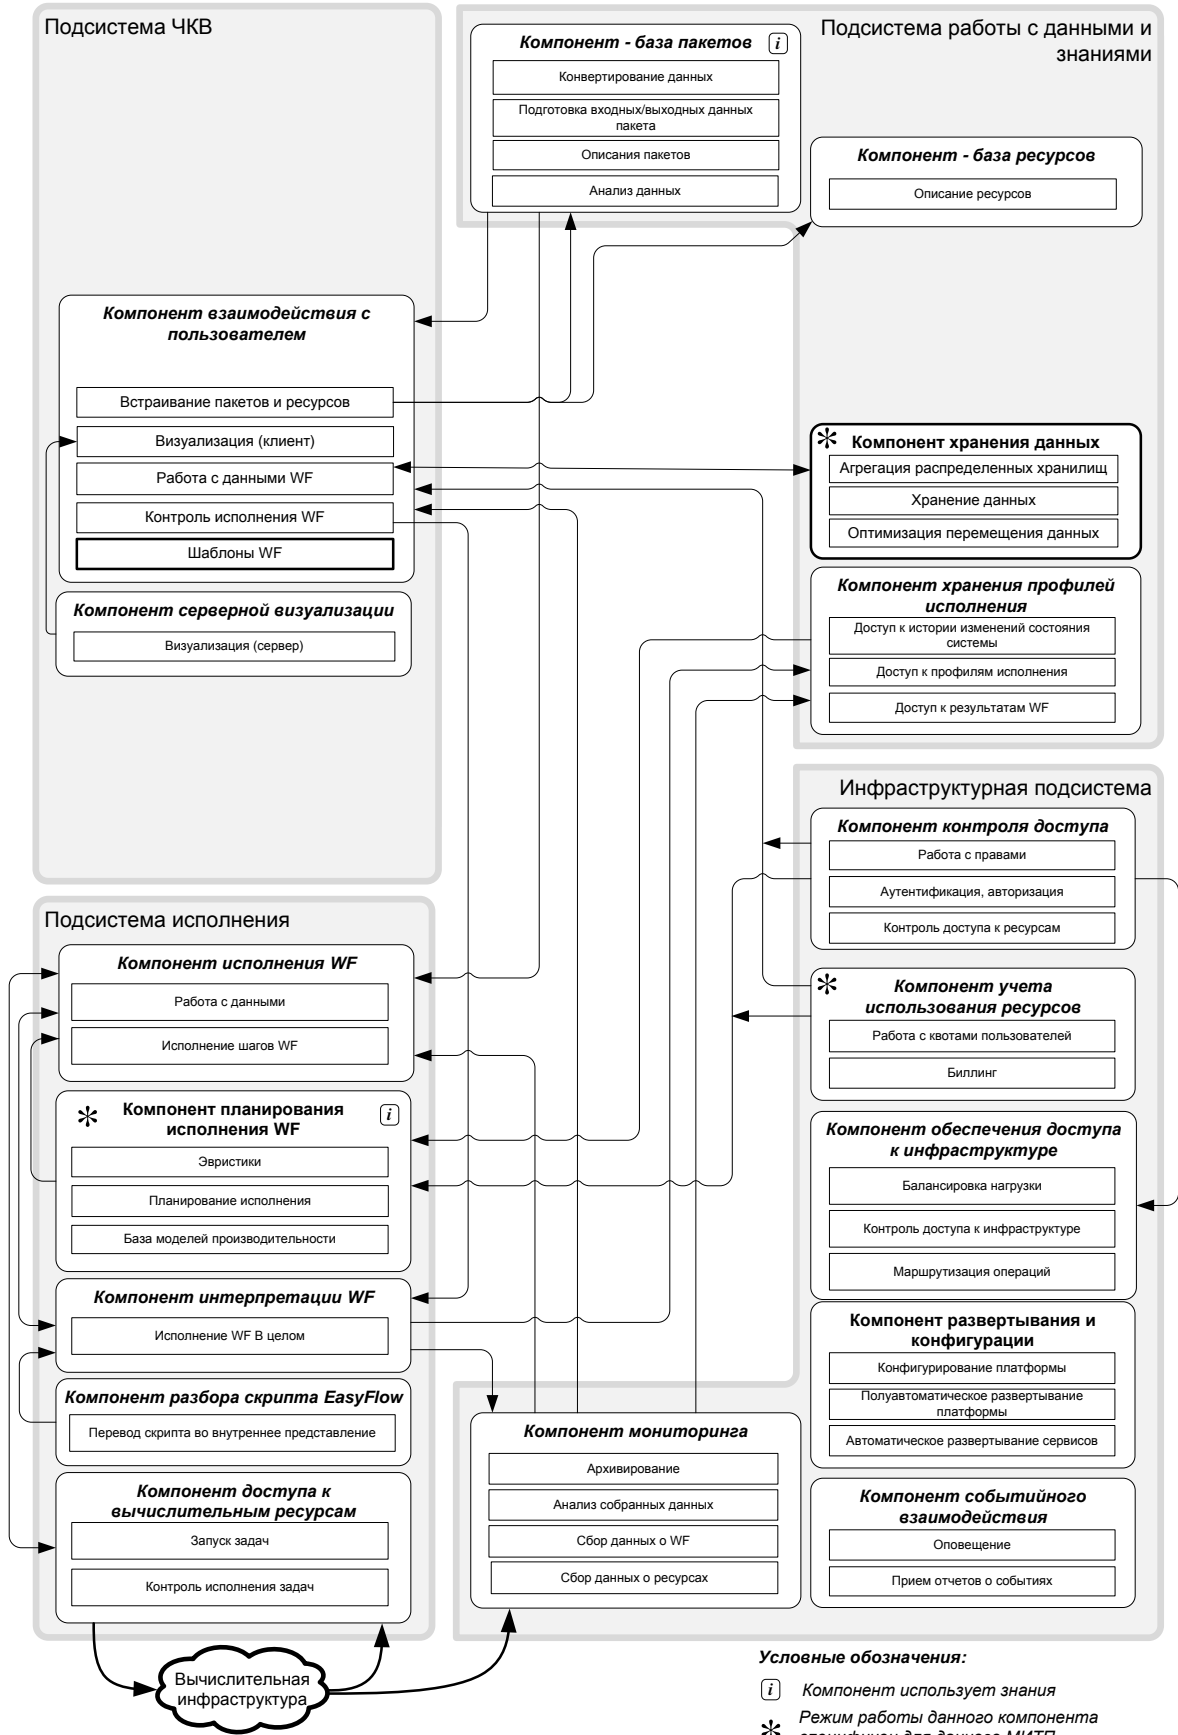 Подсистема ЧКВ
Компонент взаимодействия с
пользователем
Встраивание пакетов и ресурсов
Визуализация (клиент)
Работа с данными WF
Контроль исполнения WF
Шаблоны WF
Компонент серверной визуализации
Визуализация (сервер)
Подсистема работы с данными и
знаниями
Компонент - база пакетов
i
Конвертирование данных
Подготовка входных/выходных данных
пакета
Описания пакетов
Анализ данных
Компонент - база ресурсов
Описание ресурсов
Компонент хранения данных
Агрегация распределенных хранилищ
Хранение данных
Оптимизация перемещения данных
Компонент хранения профилей
исполнения
Доступ к истории изменений состояния
системы
Доступ к профилям исполнения
Доступ к результатам WF
Подсистема исполнения
Компонент исполнения WF
Работа с данными
Исполнение шагов WF
Компонент планирования
исполнения WF
i
Эвристики
Планирование исполнения
База моделей производительности
Компонент интерпретации WF
Исполнение WF В целом
Компонент разбора скрипта EasyFlow
Перевод скрипта во внутреннее представление
Компонент доступа к
вычислительным ресурсам
Запуск задач
Контроль исполнения задач
Вычислительная
инфраструктура
Инфраструктурная подсистема
Компонент контроля доступа
Работа с правами
Аутентификация, авторизация
Контроль доступа к ресурсам
Компонент учета
использования ресурсов
Работа с квотами пользователей
Биллинг
Компонент обеспечения доступа
к инфраструктуре
Балансировка нагрузки
Контроль доступа к инфраструктуре
Маршрутизация операций
Компонент развертывания и
конфигурации
Конфигурирование платформы
Полуавтоматическое развертывание
платформы
Автоматическое развертывание сервисов
Компонент событийного
взаимодействия
Оповещение
Прием отчетов о событиях
Компонент мониторинга
Архивирование
Анализ собранных данных
Сбор данных о WF
Сбор данных о ресурсах
Условные обозначения:
i Компонент использует знания
Режим работы данного компонента